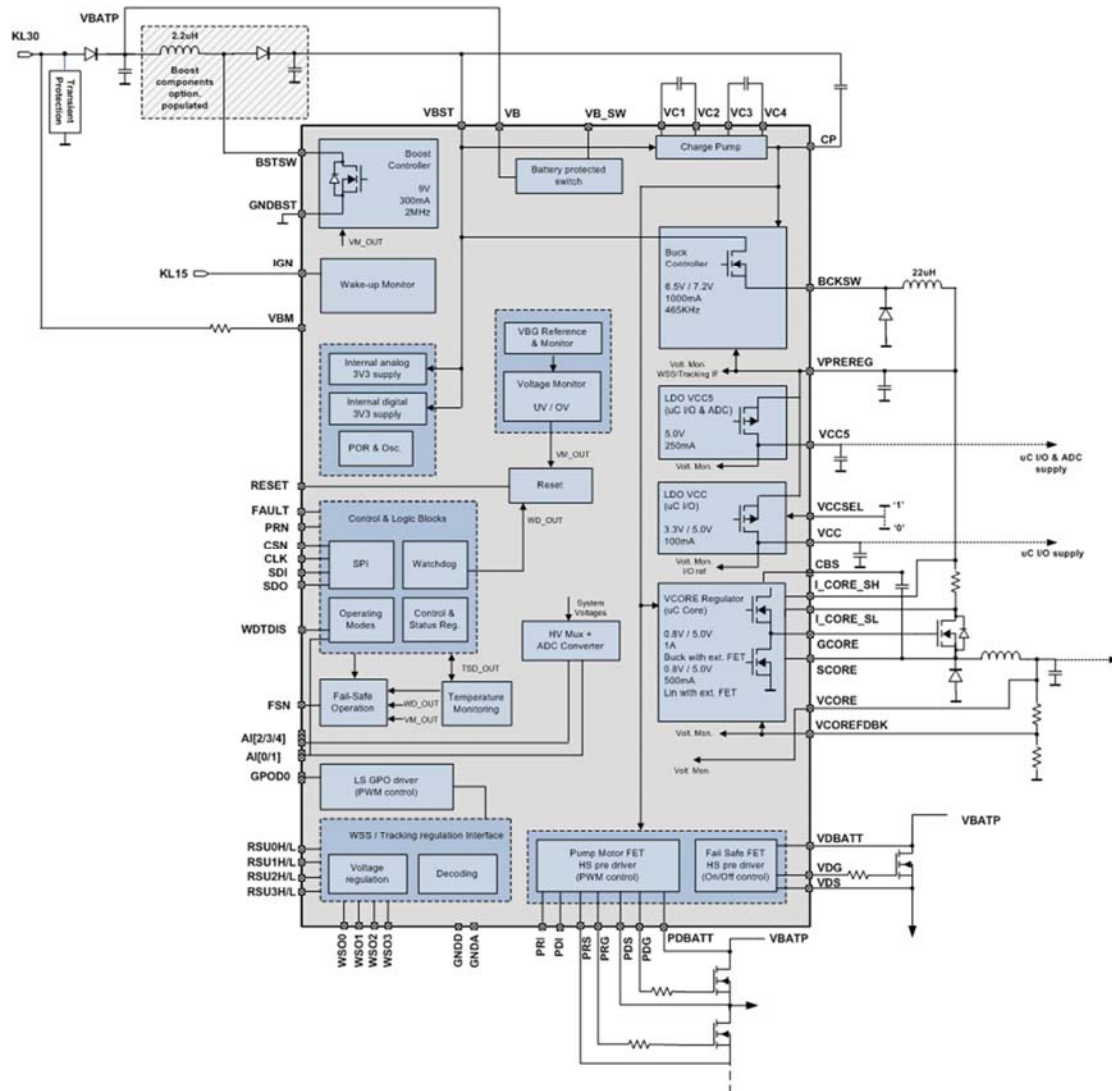 VBATP
KL30
2.2uH
Transient
Protection
Boost
components
option.
populated
VBST
VB
VB_SW
VC1
VC2
VC3
VC4
CP
BSTSW
GNDBST
Boost
Controller
9V
300mA
2MHz
VM_OUT
Battery protected
switch
Charge Pump
KL15
IGN
Wake-up Monitor
VBM
Buck
Controller
6.5V / 7.2V
1000mA
465KHz
BCKSW
22uH
VBG Reference
& Monitor
Voltage Monitor
UV / OV
VM_OUT
Internal analog
3V3 supply
Internal digital
3V3 supply
POR & Osc.
Volt. Mon.
WSS/Tracking IF
VPREREG
LDO VCC5
(uC I/O & ADC)
5.0V
250mA
Volt. Mon.
VCC5
uC I/O & ADC
supply
RESET
Reset
WD_OUT
LDO VCC
(uC I/O)
3.3V / 5.0V
100mA
Volt. Mon.
I/O ref
VCCSEL
'1'
'0'
VCC
uC I/O supply
FAULT
PRN
CSN
CLK
SDI
SDO
WDTDIS
Control & Logic Blocks
SPI
Watchdog
Operating
Modes
Control &
Status Reg.
CBS
I_CORE_SH
I_CORE_SL
GCORE
SCORE
VCORE
VCOREFDBK
VCORE Regulator
(uC Core)
0.8V / 5.0V
1A
Buck with ext. FET
0.8V / 5.0V
500mA
Lin with ext. FET
Volt. Mon.
Volt. Mon.
System
Voltages
HV Mux +
ADC Converter
TSD_OUT
FSN
Fail-Safe
Operation
WD_OUT
VM_OUT
Temperature
Monitoring
AI[2/3/4]
AI[0/1]
GPOD0
LS GPO driver
(PWM control)
WSS / Tracking regulation Interface
Voltage
regulation
Decoding
RSU0H/L
RSU1H/L
RSU2H/L
RSU3H/L
Pump Motor FET
HS pre driver
(PWM control)
Fail Safe FET
HS pre driver
(On/Off control)
VDBATT
VBATP
VDG
VDS
WSO0
WSO1
WSO2
WSO3
GNDD
GNDA
PRI
PDI
PRS
PRG
PDS
PDG
PDBATT
VBATP